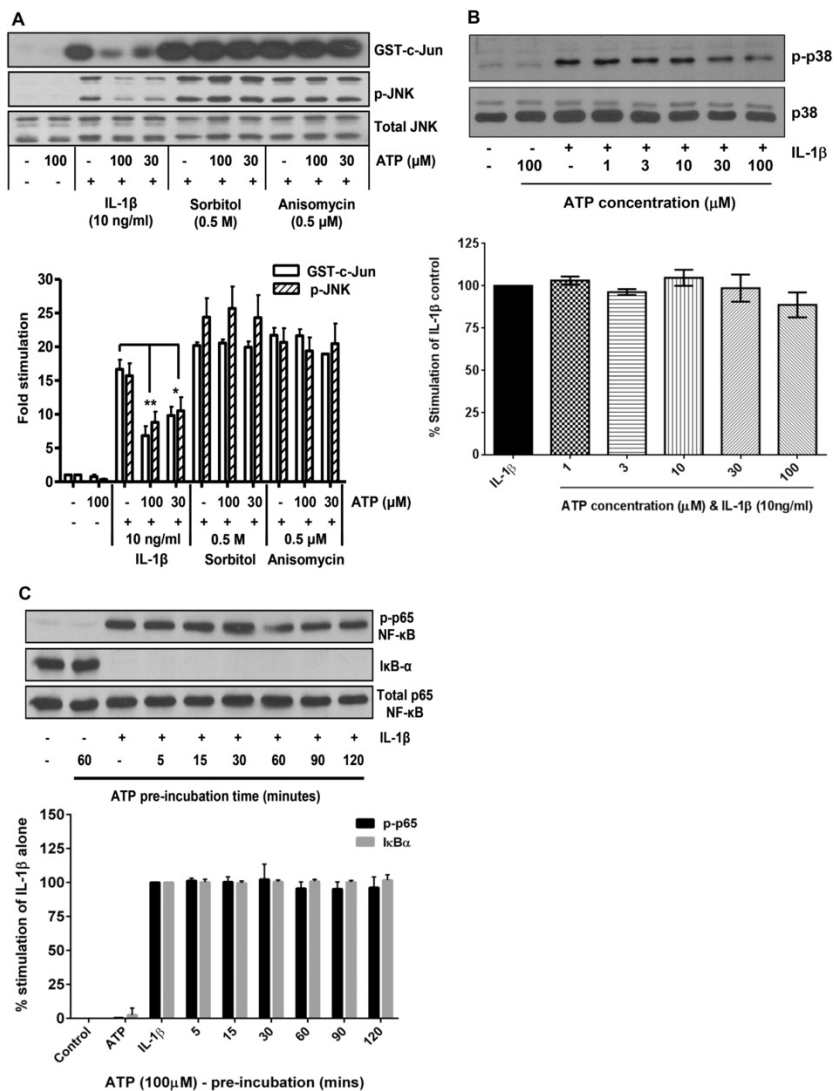 A
GST-c-Jun
p-JNK
Total JNK
- 100 - 100 30 - 100 30 - 100 30 ATP (µM)
- - + + + + + + + + +
IL-1β Sorbitol Anisomycin
(10 ng/ml) (0.5 M) (0.5 µM)
GST-c-Jun
p-JNK
Fold stimulation
30
25
20
15
10
5
0
** *
- 100 - 100 30 - 100 30 - 100 30 ATP (µM)
- - + + + + + + + + +
10 ng/ml 0.5 M 0.5 µM
IL-1β Sorbitol Anisomycin
B
p-p38
p38
- - + + + + + + IL-1β
- 100 - 1 3 10 30 100
ATP concentration (µM)
% Stimulation of IL-1β control
125
100
75
50
25
0
IL-1β 1 3 10 30 100
ATP concentration (µM) & IL-1β (10ng/ml)
C
p-p65
NF-κB
IκB-α
Total p65
NF-κB
- - + + + + + + + IL-1β
- 60 - 5 15 30 60 90 120
ATP pre-incubation time (minutes)
p-p65
IκBα
% stimulation of IL-1β alone
150
125
100
75
50
25
0
Control ATP IL-1β 5 15 30 60 90 120
ATP (100µM) - pre-incubation (mins)